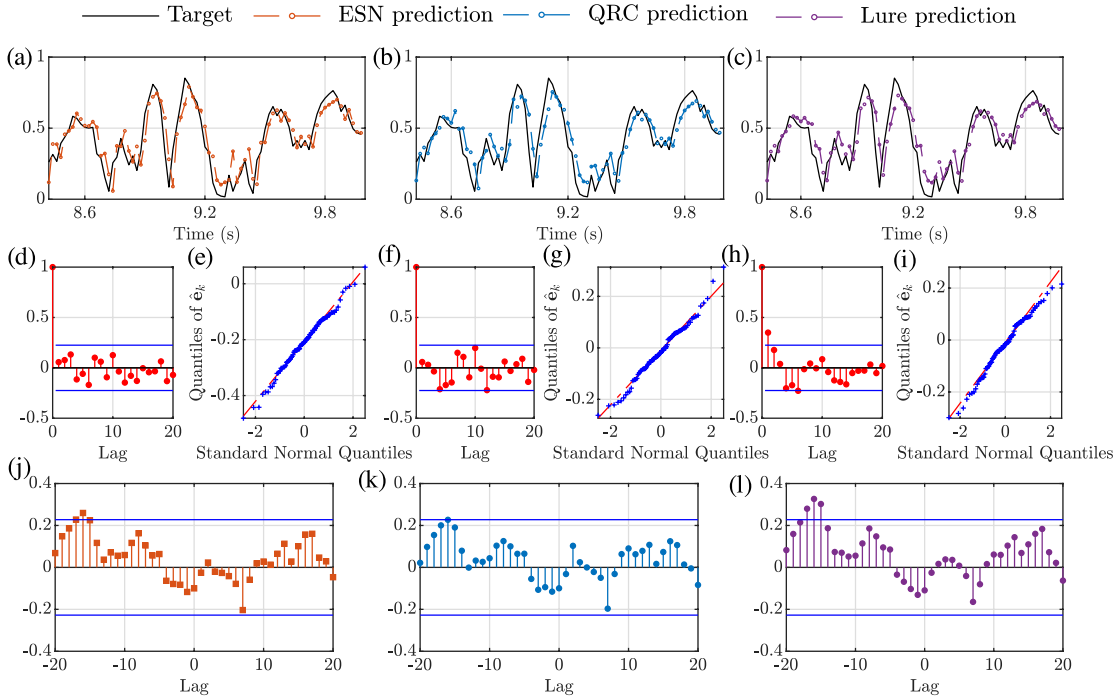 Target ESN prediction QRC prediction Lure prediction
(a) (b) (c)
1 1 1
0.5 0.5 0.5
0 0 0
8.6 9.2 9.8 8.6 9.2 9.8 8.6 9.2 9.8
Time (s) Time (s) Time (s)
(d) (e) (f) (g) (h) (i)
1 0.5 0 -0.5
0 10 20
Lag
Quantiles of ê_k
0 -0.2 -0.4
-2 0 2
Standard Normal Quantiles
1 0.5 0 -0.5
0 10 20
Lag
Quantiles of ê_k
0.2 0 -0.2
-2 0 2
Standard Normal Quantiles
1 0.5 0 -0.5
0 10 20
Lag
Quantiles of ê_k
0.2 0 -0.2
-2 0 2
Standard Normal Quantiles
(j) (k) (l)
0.4 0.4 0.4
0.2 0.2 0.2
0 0 0
-0.2 -0.2 -0.2
-0.4 -0.4 -0.4
-20 -10 0 10 20 -20 -10 0 10 20 -20 -10 0 10 20
Lag Lag Lag